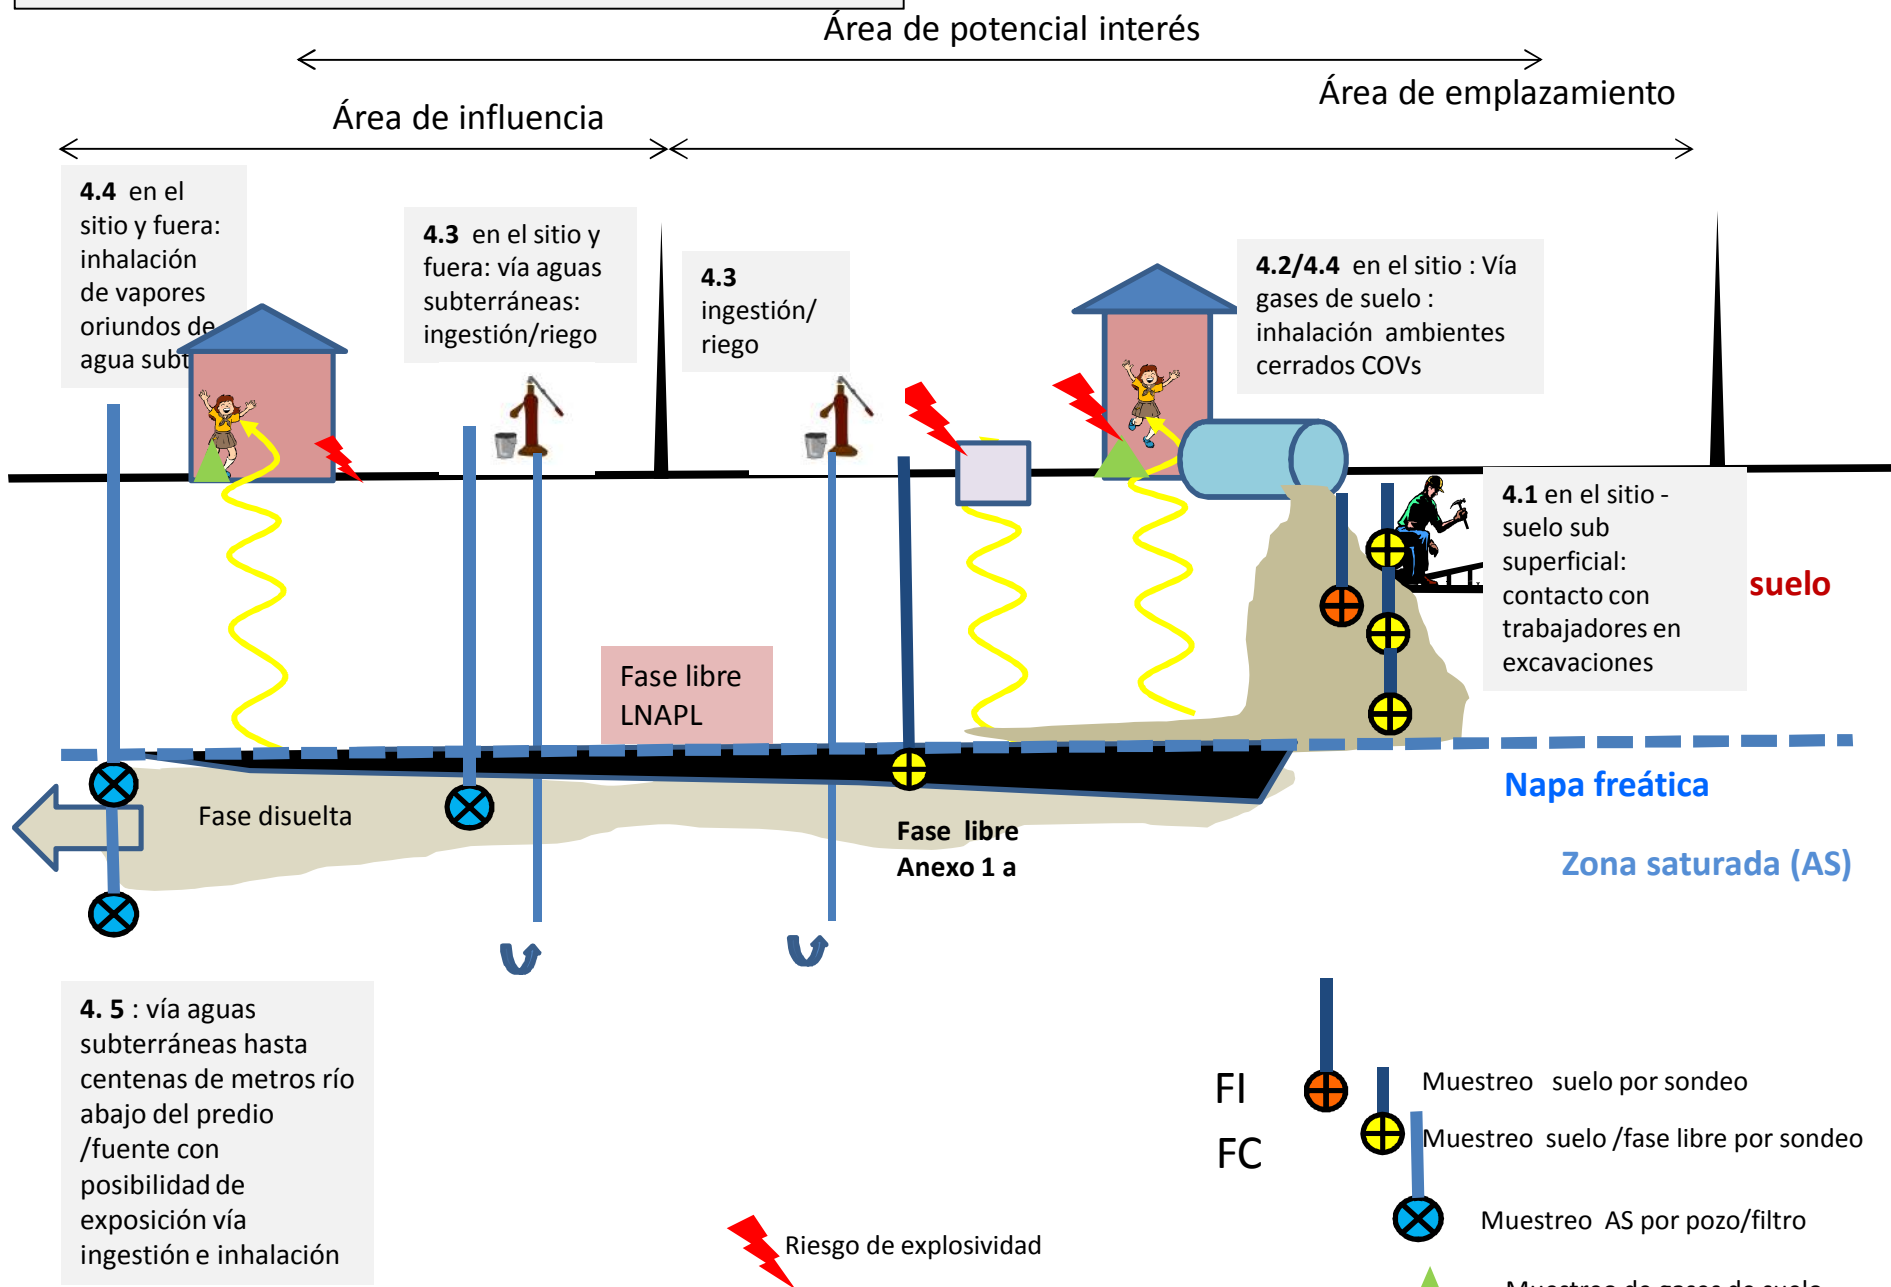 Área de potencial interés
Área de emplazamiento
Área de influencia
4.4 en el
sitio y fuera:
inhalación
de vapores
oriundos de
agua subt
4.3 en el sitio y
fuera: vía aguas
subterráneas:
ingestión/riego
4.3
ingestión/
riego
4.2/4.4 en el sitio : Vía
gases de suelo :
inhalación ambientes
cerrados COVs
4.1 en el sitio -
suelo sub
superficial:
contacto con
trabajadores en
excavaciones
suelo
Fase libre
LNAPL
Napa freática
Fase disuelta
Fase libre
Anexo 1 a
Zona saturada (AS)
4. 5 : vía aguas
subterráneas hasta
centenas de metros río
abajo del predio
/fuente con
posibilidad de
exposición vía
ingestión e inhalación
FI
Muestreo suelo por sondeo
FC
Muestreo suelo /fase libre por sondeo
Muestreo AS por pozo/filtro
Riesgo de explosividad
Muestreo de gases de suelo